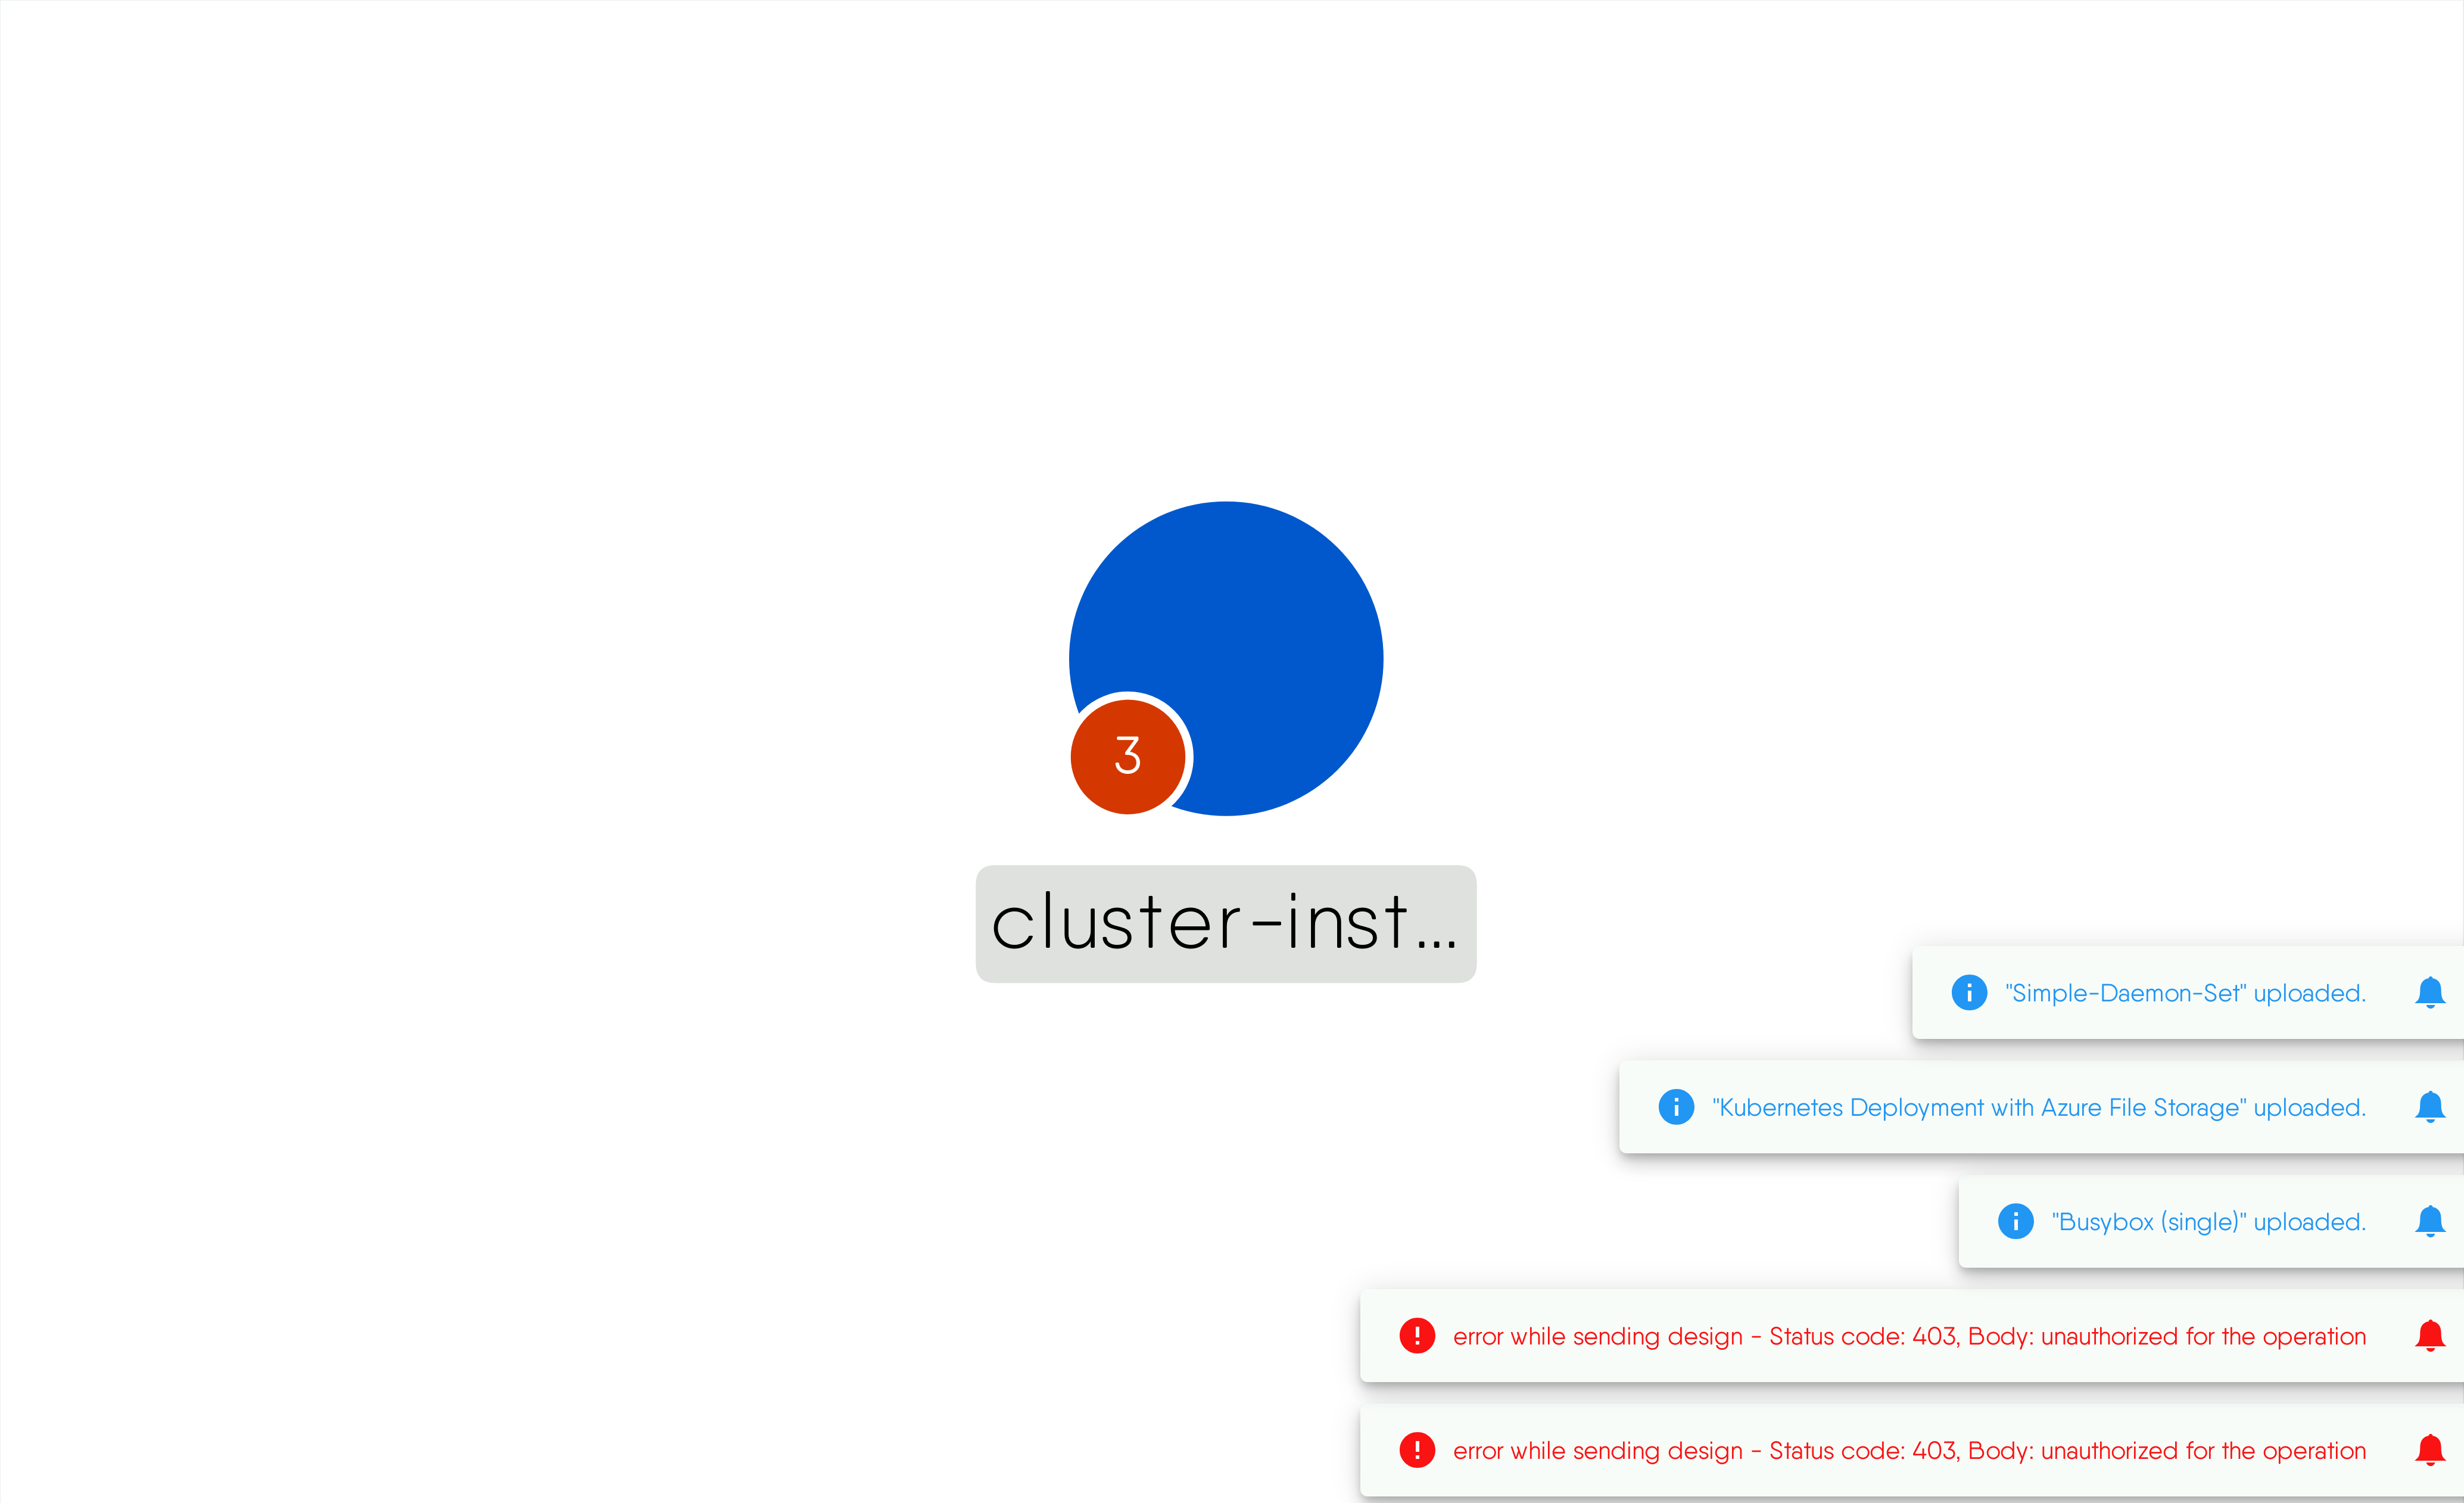 3
cluster-inst...
"Simple-Daemon-Set" uploaded.
"Kubernetes Deployment with Azure File Storage" uploaded.
"Busybox (single)" uploaded.
error while sending design - Status code: 403, Body: unauthorized for the operation
error while sending design - Status code: 403, Body: unauthorized for the operation